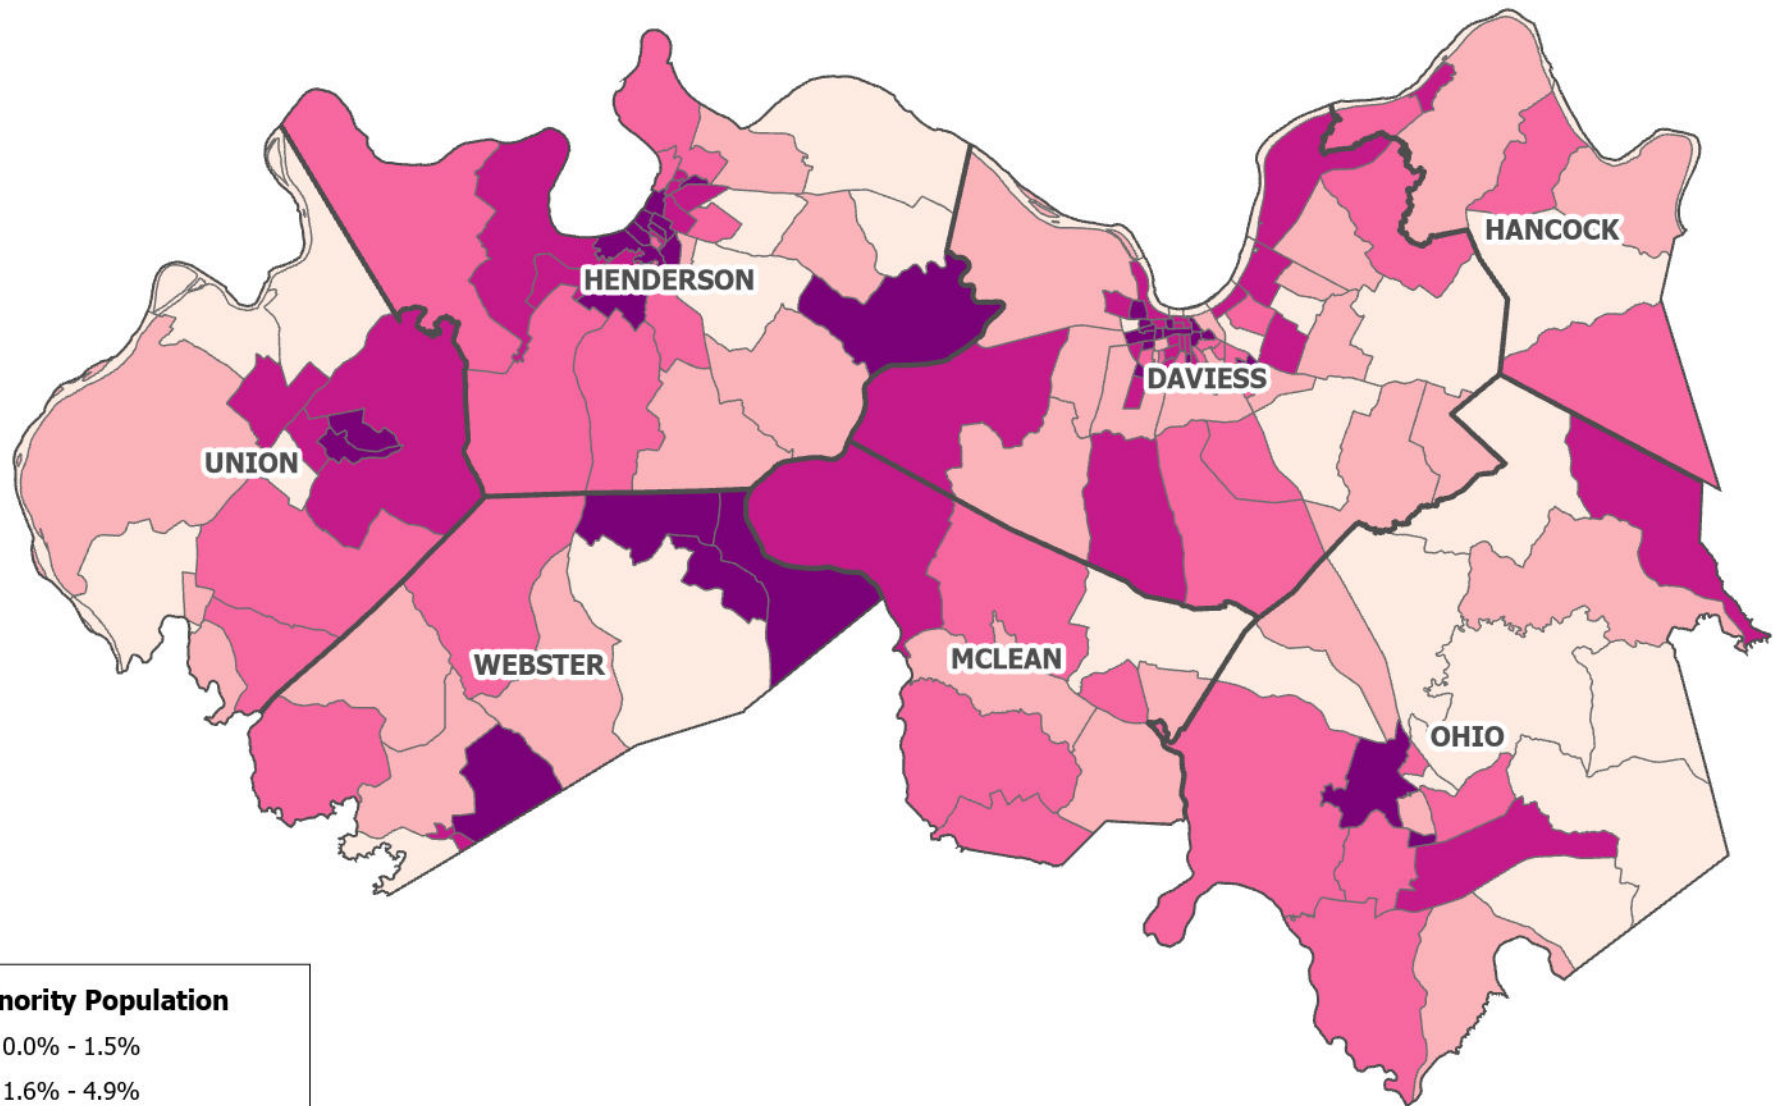 HANCOCK
HENDERSON
DAVIESS
UNION
WEBSTER
MCLEAN
OHIO
nority Population
0.0% - 1.5%
1.6% - 4.9%